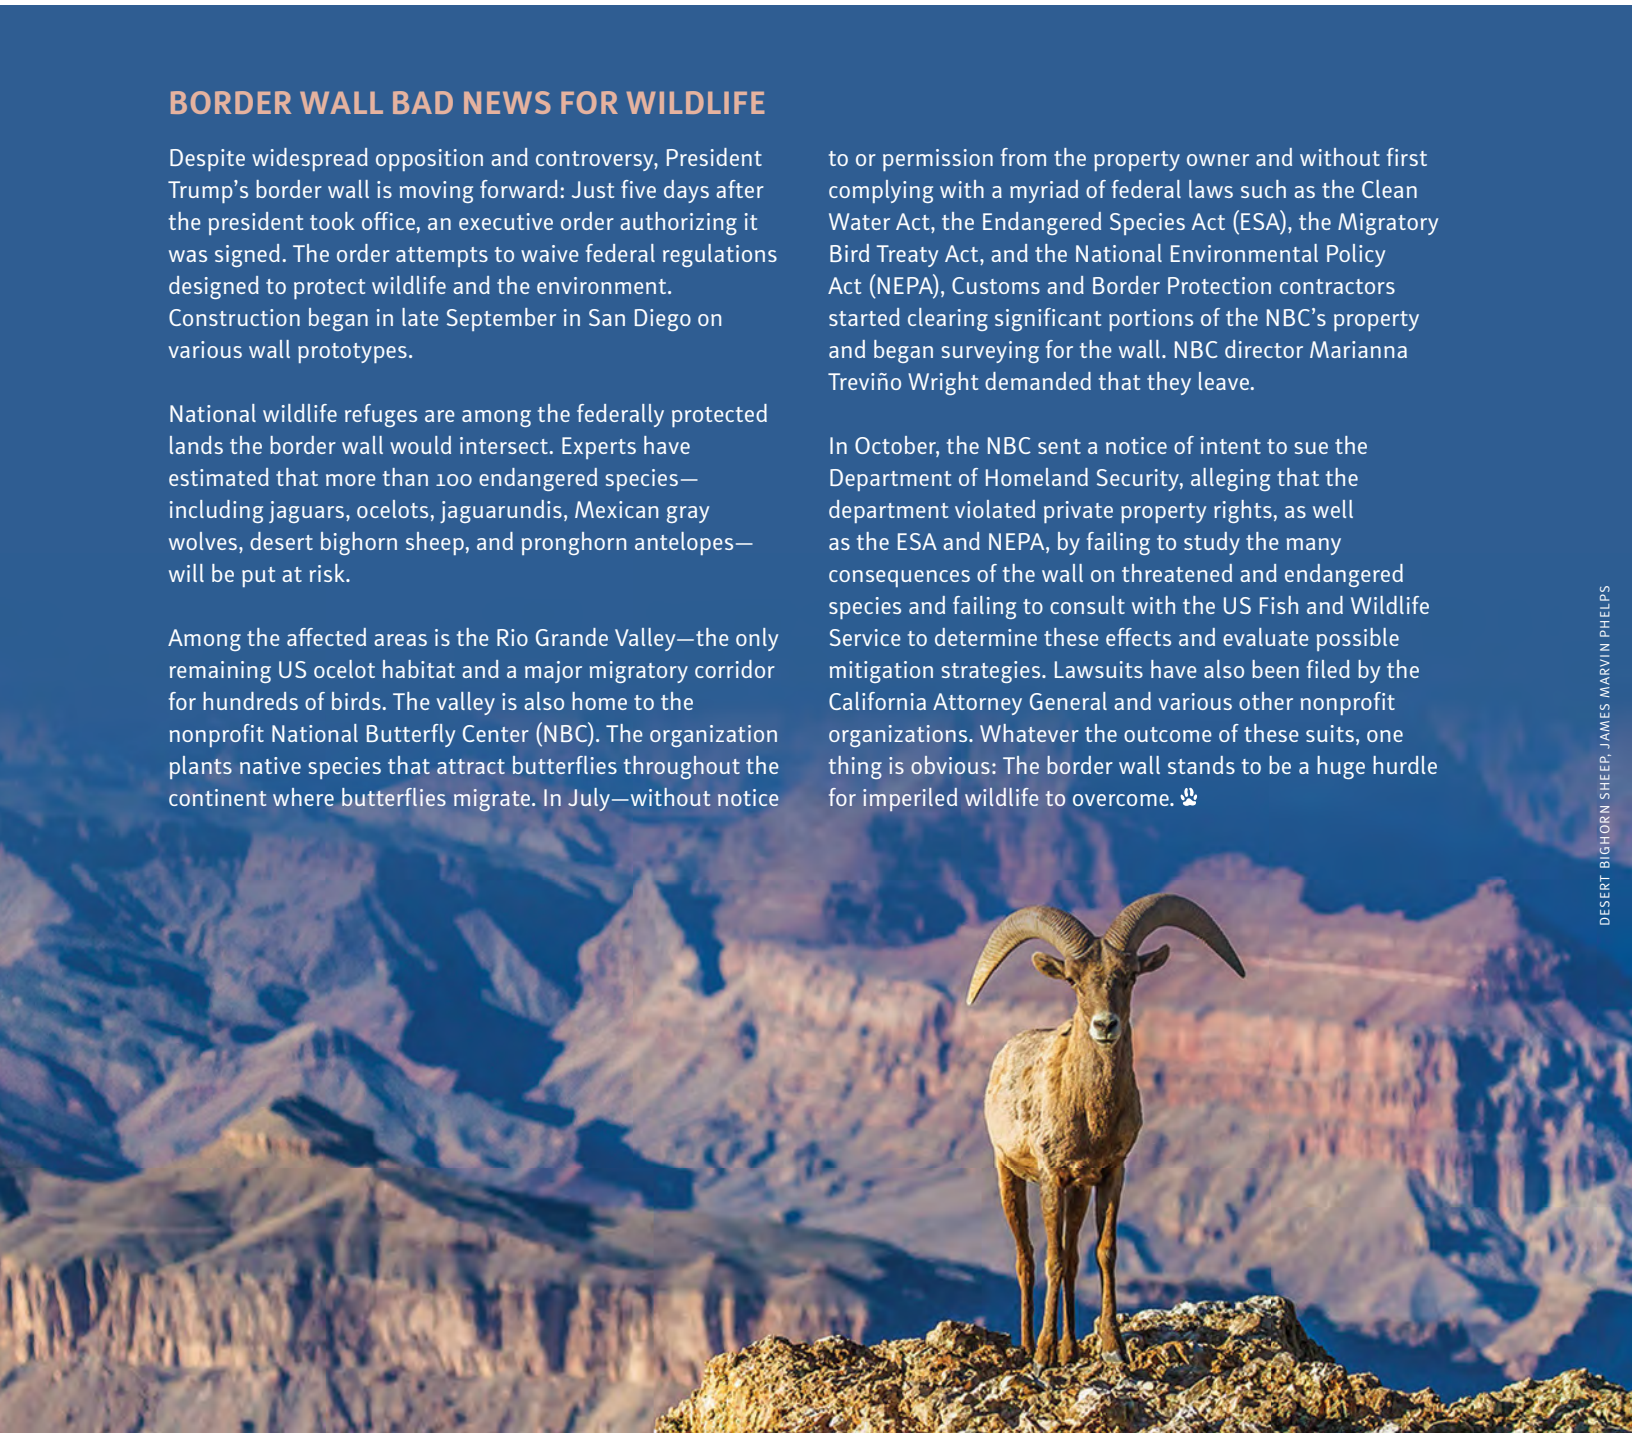 BORDER WALL BAD NEWS FOR WILDLIFE
Despite widespread opposition and controversy, President
Trump’s border wall is moving forward: Just five days after
the president took office, an executive order authorizing it
was signed. The order attempts to waive federal regulations
designed to protect wildlife and the environment.
Construction began in late September in San Diego on
various wall prototypes.
National wildlife refuges are among the federally protected
lands the border wall would intersect. Experts have
estimated that more than 100 endangered species—
including jaguars, ocelots, jaguarundis, Mexican gray
wolves, desert bighorn sheep, and pronghorn antelopes—
will be put at risk.
Among the affected areas is the Rio Grande Valley—the only
remaining US ocelot habitat and a major migratory corridor
for hundreds of birds. The valley is also home to the
nonprofit National Butterfly Center (NBC). The organization
plants native species that attract butterflies throughout the
continent where butterflies migrate. In July—without notice
to or permission from the property owner and without first
complying with a myriad of federal laws such as the Clean
Water Act, the Endangered Species Act (ESA), the Migratory
Bird Treaty Act, and the National Environmental Policy
Act (NEPA), Customs and Border Protection contractors
started clearing significant portions of the NBC’s property
and began surveying for the wall. NBC director Marianna
Treviño Wright demanded that they leave.
In October, the NBC sent a notice of intent to sue the
Department of Homeland Security, alleging that the
department violated private property rights, as well
as the ESA and NEPA, by failing to study the many
consequences of the wall on threatened and endangered
species and failing to consult with the US Fish and Wildlife
Service to determine these effects and evaluate possible
mitigation strategies. Lawsuits have also been filed by the
California Attorney General and various other nonprofit
organizations. Whatever the outcome of these suits, one
thing is obvious: The border wall stands to be a huge hurdle
for imperiled wildlife to overcome.
DESERT BIGHORN SHEEP, JAMES MARVIN PHELPS